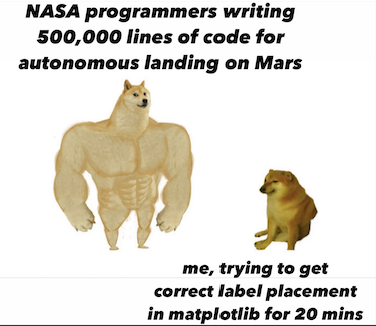 NASA programmers writing
500,000 lines of code for
autonomous landing on Mars
me, trying to get
correct label placement
in matplotlib for 20 mins